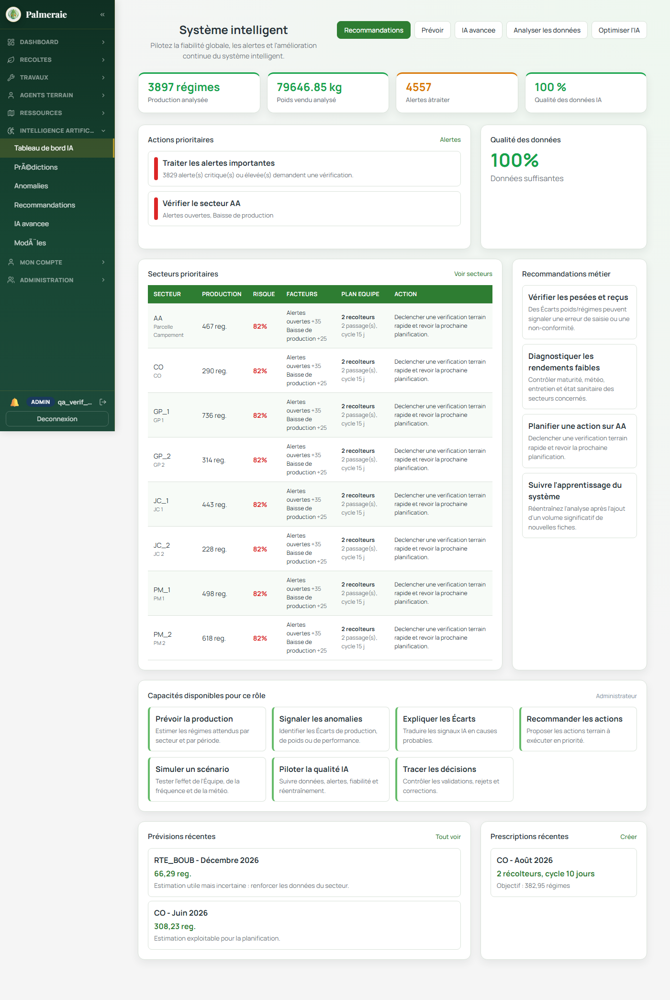 Palmeraie
«
DASHBOARD
RECOLTES
TRAVAUX
AGENTS TERRAIN
RESSOURCES
INTELLIGENCE ARTIFIC...
Tableau de bord IA
PrÃ©dictions
Anomalies
Recommandations
IA avancee
ModÃ¨les
MON COMPTE
ADMINISTRATION
ADMIN qa_verif_...
Deconnexion
Système intelligent
Pilotez la fiabilité globale, les alertes et l'amélioration
continue du système intelligent.
Recommandations
Prévoir
IA avancee
Analyser les données
Optimiser l'IA
3897 régimes
Production analysée
79646.85 kg
Poids vendu analysé
4557
Alertes àtraiter
100 %
Qualité des données IA
Actions prioritaires
Alertes
Traiter les alertes importantes
3829 alerte(s) critique(s) ou élevée(s) demandent une vérification.
Vérifier le secteur AA
Alertes ouvertes, Baisse de production
Qualité des données
100%
Données suffisantes
Secteurs prioritaires
Voir secteurs
SECTEUR PRODUCTION RISQUE FACTEURS PLAN EQUIPE ACTION
AA
Parcelle
Campement
467 reg.
82%
Alertes
ouvertes +35
Baisse de
production +25
2 recolteurs
2 passage(s),
cycle 15 j
Declencher une verification terrain
rapide et revoir la prochaine
planification.
CO
CO
290 reg.
82%
Alertes
ouvertes +35
Baisse de
production +25
2 recolteurs
2 passage(s),
cycle 15 j
Declencher une verification terrain
rapide et revoir la prochaine
planification.
GP_1
GP 1
736 reg.
82%
Alertes
ouvertes +35
Baisse de
production +25
2 recolteurs
2 passage(s),
cycle 15 j
Declencher une verification terrain
rapide et revoir la prochaine
planification.
GP_2
GP 2
314 reg.
82%
Alertes
ouvertes +35
Baisse de
production +25
2 recolteurs
2 passage(s),
cycle 15 j
Declencher une verification terrain
rapide et revoir la prochaine
planification.
JC_1
JC 1
443 reg.
82%
Alertes
ouvertes +35
Baisse de
production +25
2 recolteurs
2 passage(s),
cycle 15 j
Declencher une verification terrain
rapide et revoir la prochaine
planification.
JC_2
JC 2
228 reg.
82%
Alertes
ouvertes +35
Baisse de
production +25
2 recolteurs
2 passage(s),
cycle 15 j
Declencher une verification terrain
rapide et revoir la prochaine
planification.
PM_1
PM 1
498 reg.
82%
Alertes
ouvertes +35
Baisse de
production +25
2 recolteurs
2 passage(s),
cycle 15 j
Declencher une verification terrain
rapide et revoir la prochaine
planification.
PM_2
PM 2
618 reg.
82%
Alertes
ouvertes +35
Baisse de
production +25
2 recolteurs
2 passage(s),
cycle 15 j
Declencher une verification terrain
rapide et revoir la prochaine
planification.
Recommandations métier
Vérifier les pesées et reçus
Des Écarts poids/régimes peuvent
signaler une erreur de saisie ou une
non-conformité.
Diagnostiquer les
rendements faibles
Contrôler maturité, météo,
entretien et état sanitaire des
secteurs concernés.
Planifier une action sur AA
Declencher une verification terrain
rapide et revoir la prochaine
planification.
Suivre l'apprentissage du
système
Réentraînez l'analyse après l'ajout
d'un volume significatif de
nouvelles fiches.
Capacités disponibles pour ce rôle
Administrateur
Prévoir la production
Estimer les régimes attendus par
secteur et par période.
Signaler les anomalies
Identifier les Écarts de production,
de poids ou de performance.
Expliquer les Écarts
Traduire les signaux IA en causes
probables.
Recommander les actions
Proposer les actions terrain à
exécuter en priorité.
Simuler un scénario
Tester l'effet de l'Équipe, de la
fréquence et de la météo.
Piloter la qualité IA
Suivre données, alertes, fiabilité et
réentraînement.
Tracer les décisions
Contrôler les validations, rejets et
corrections.
Prévisions récentes
Tout voir
RTE_BOUB - Décembre 2026
66,29 reg.
Estimation utile mais incertaine : renforcer les données du secteur.
CO - Juin 2026
308,23 reg.
Estimation exploitable pour la planification.
Prescriptions récentes
Créer
CO - Août 2026
2 récolteurs, cycle 10 jours
Objectif : 382,95 régimes